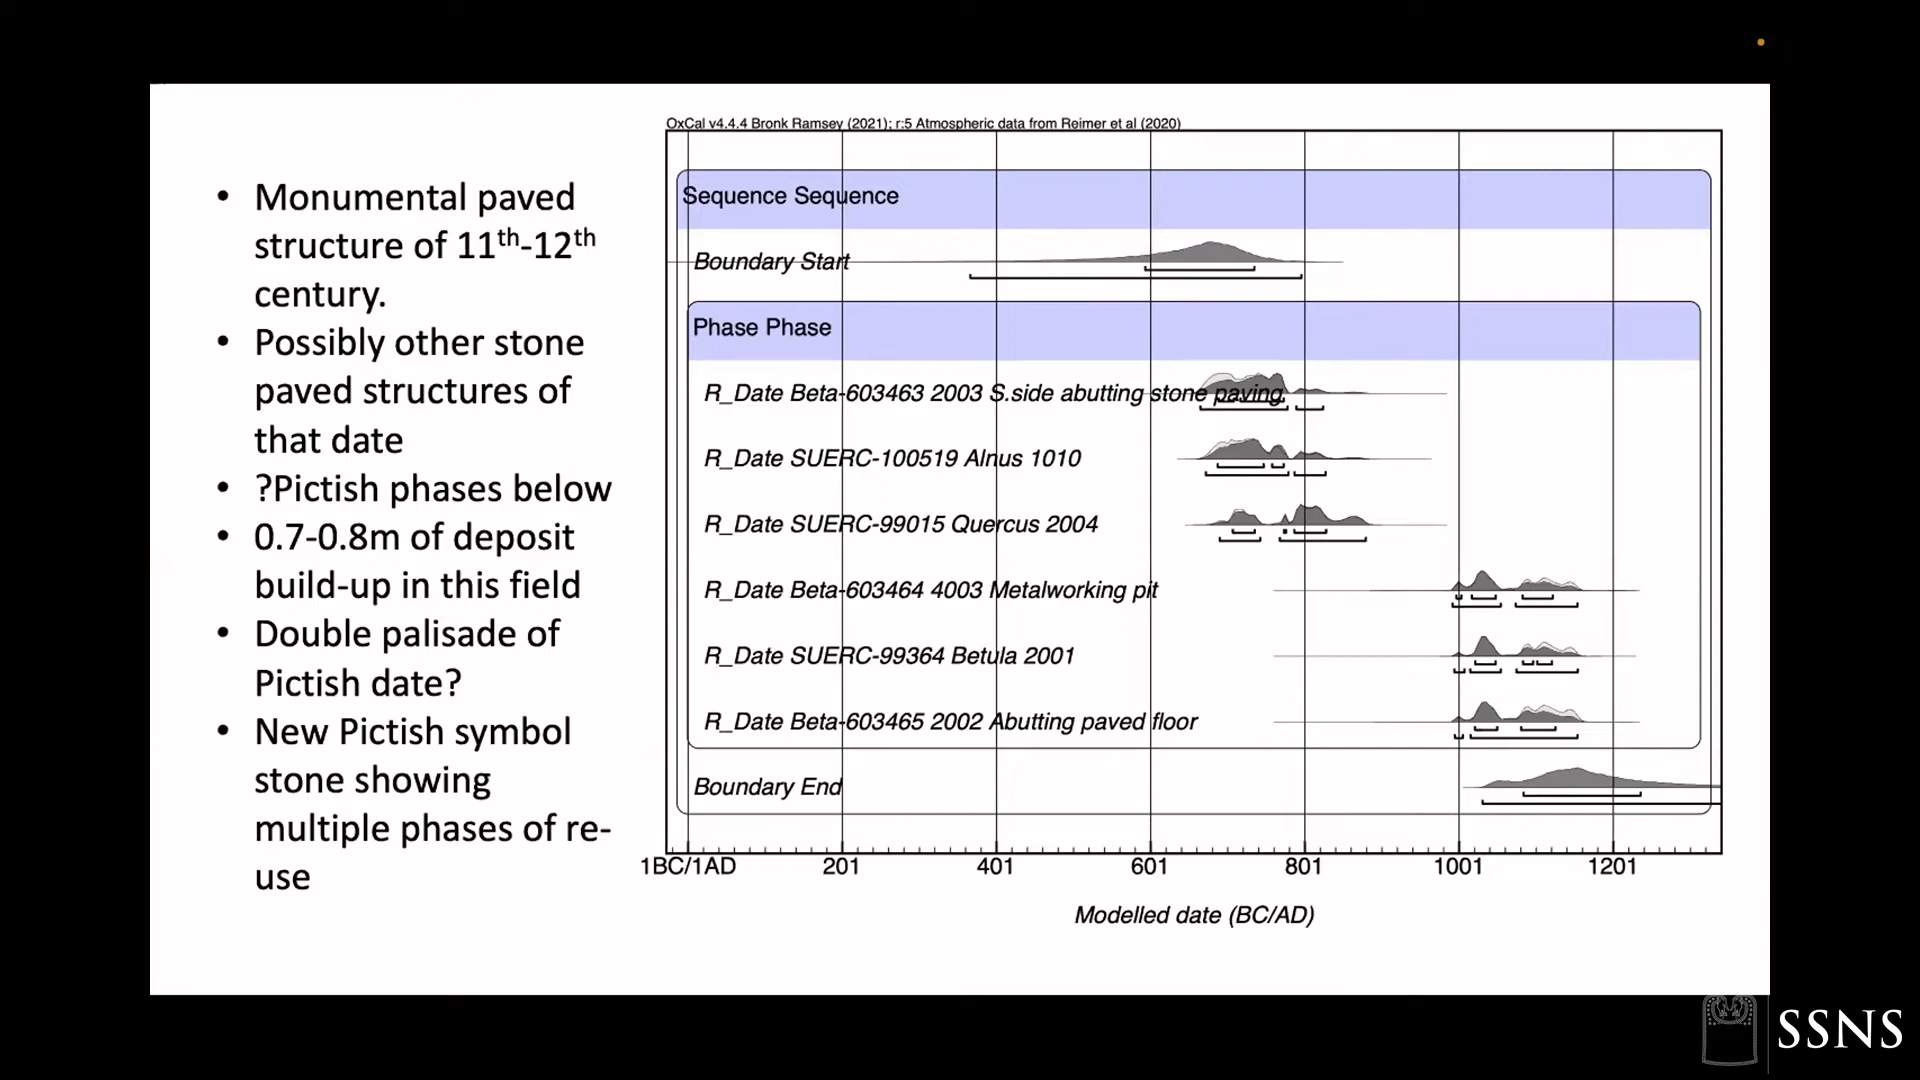 • Monumental paved
structure of 11th-12th
century.
• Possibly other stone
paved structures of
that date
• ?Pictish phases below
• 0.7-0.8m of deposit
build-up in this field
• Double palisade of
Pictish date?
• New Pictish symbol
stone showing
multiple phases of re-
use
OxCal v4.4.4 Bronk Ramsey (2021); r:5 Atmospheric data from Reimer et al (2020)
Sequence Sequence
Boundary Start
Phase Phase
R_Date Beta-603463 2003 S.side abutting stone paving
R_Date SUERC-100519 Alnus 1010
R_Date SUERC-99015 Quercus 2004
R_Date Beta-603464 4003 Metalworking pit
R_Date SUERC-99364 Betula 2001
R_Date Beta-603465 2002 Abutting paved floor
Boundary End
1BC/1AD 201 401 601 801 1001 1201
Modelled date (BC/AD)
SSNS